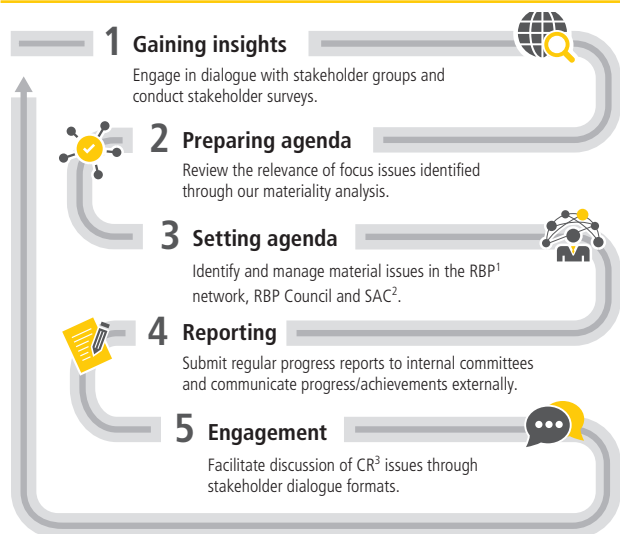 1 Gaining insights
Engage in dialogue with stakeholder groups and
conduct stakeholder surveys.
2 Preparing agenda
Review the relevance of focus issues identified
through our materiality analysis.
3 Setting agenda
Identify and manage material issues in the RBP¹
network, RBP Council and SAC².
4 Reporting
Submit regular progress reports to internal committees
and communicate progress/achievements externally.
5 Engagement
Facilitate discussion of CR³ issues through
stakeholder dialogue formats.